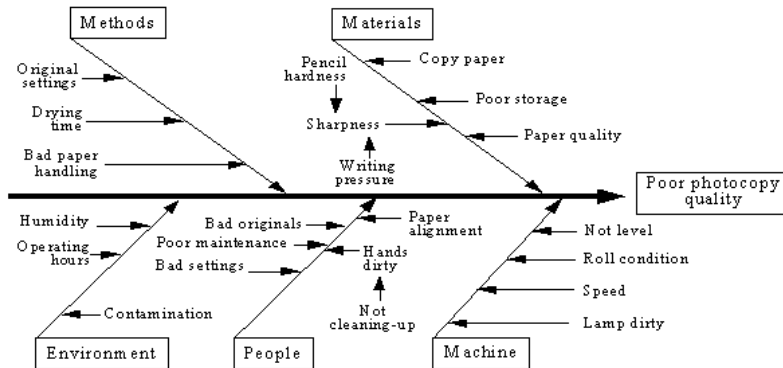 Methods
Materials
Original
settings
Drying
time
Bad paper
handling
Pencil
hardness
Copy paper
Poor storage
Sharpness
Paper quality
Writing
pressure
Poor photocopy
quality
Humidity
Operating
hours
Contamination
Bad originals
Poor maintenance
Bad settings
Paper
alignment
Hands
dirty
Not
cleaning-up
Not level
Roll condition
Speed
Lamp dirty
Environment
People
Machine